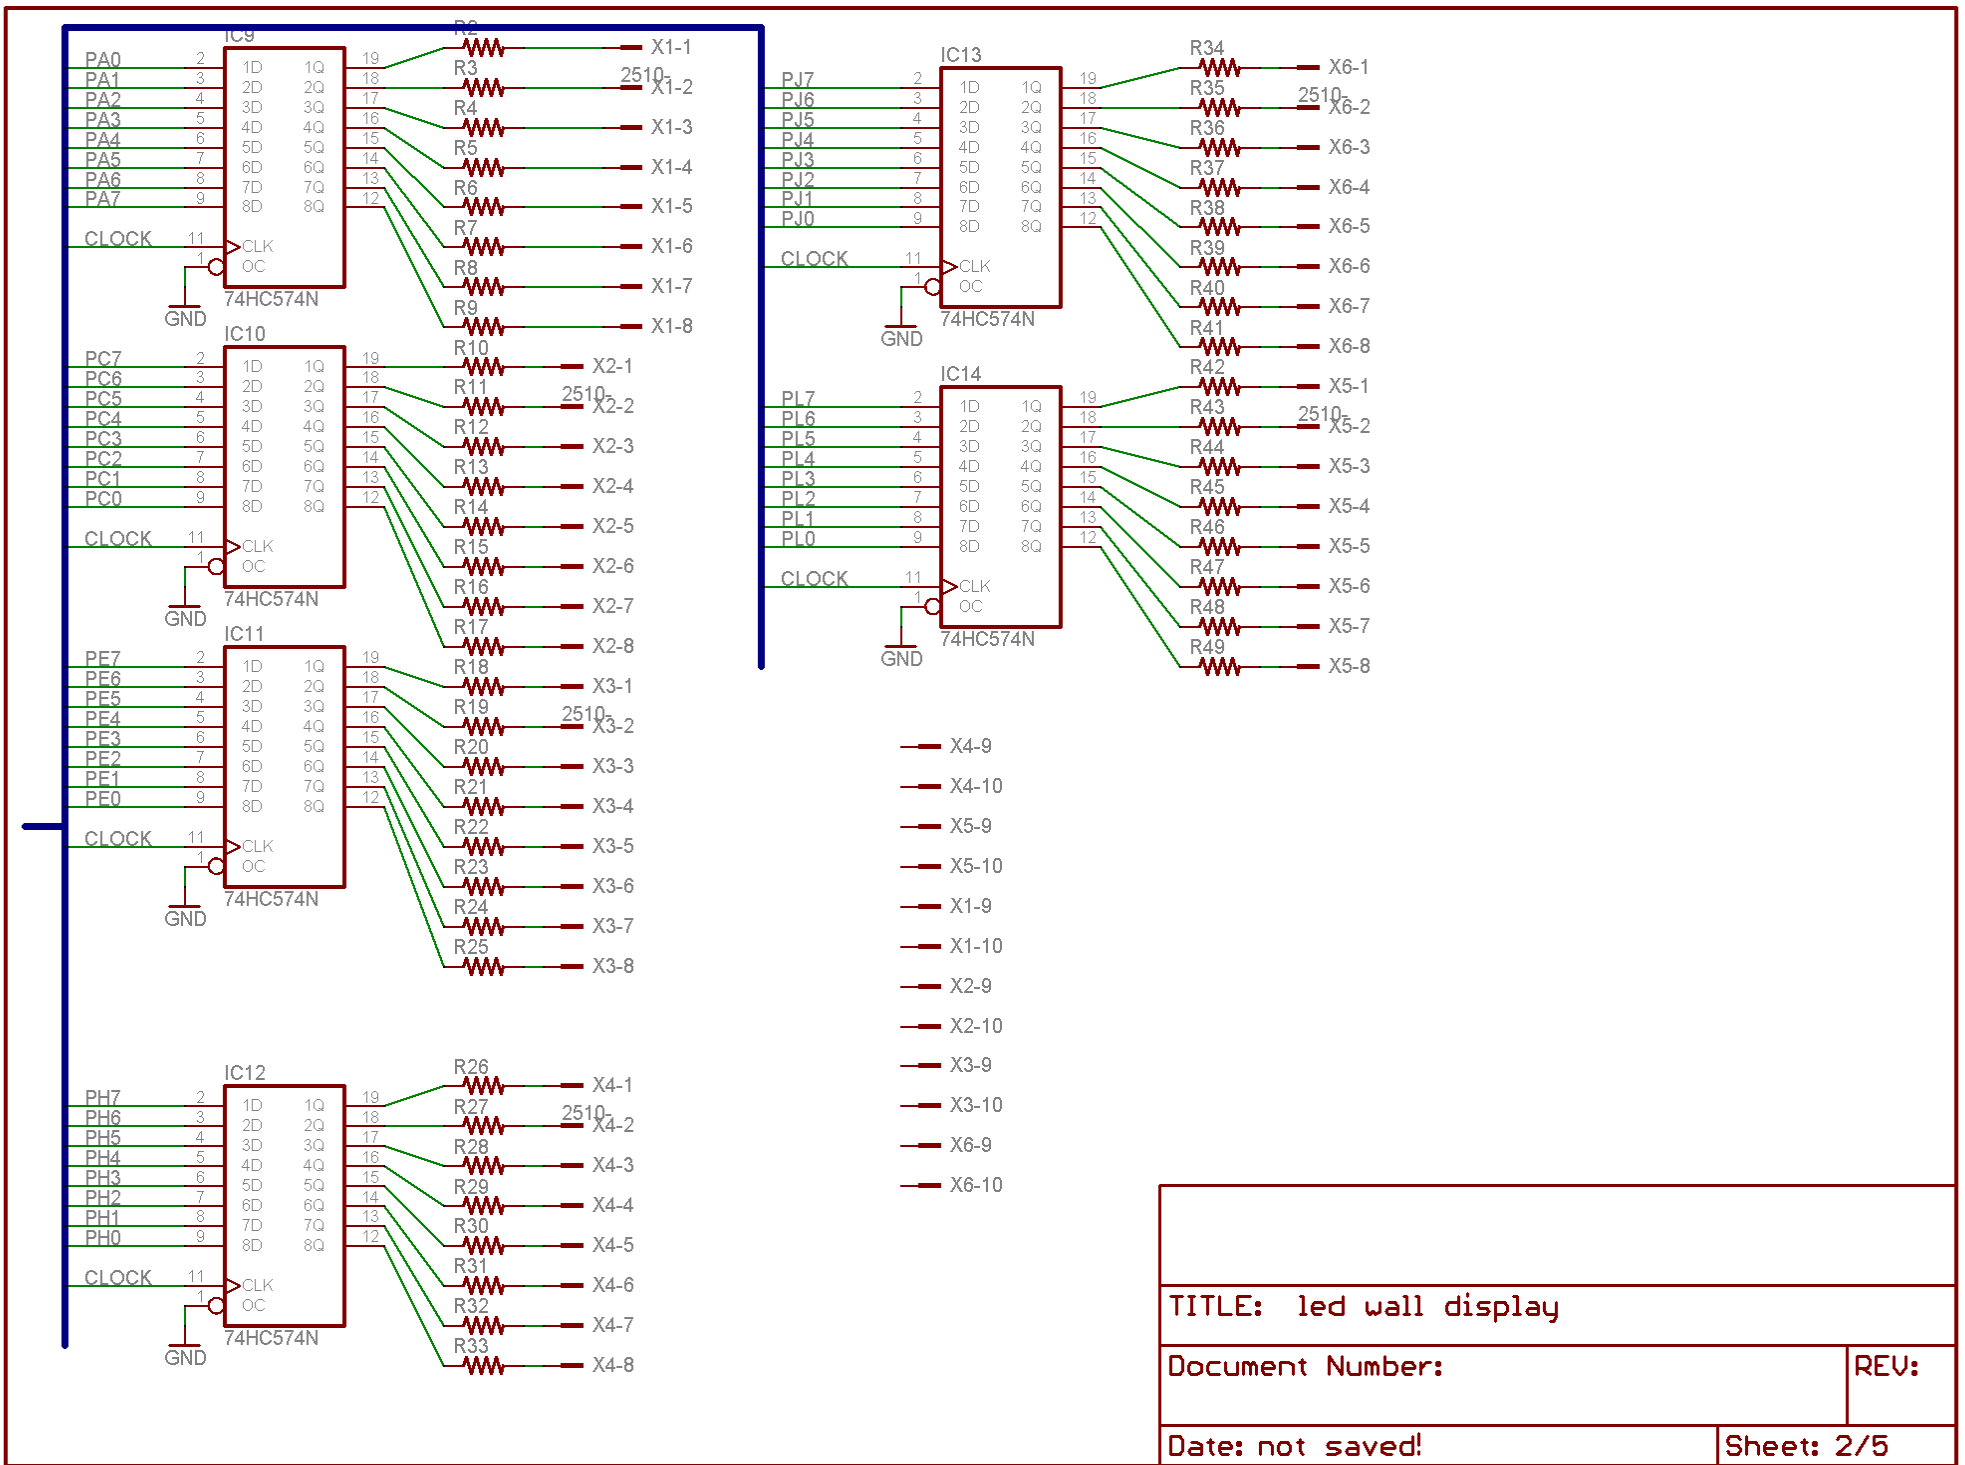 IC9
PA0 2 1D 1Q 19 R2 X1-1
PA1 3 2D 2Q 18 R3 2510- X1-2
PA2 4 3D 3Q 17 R4 X1-3
PA3 5 4D 4Q 16 R5 X1-4
PA4 6 5D 5Q 15 R6 X1-5
PA5 7 6D 6Q 14 R7 X1-6
PA6 8 7D 7Q 13 R8 X1-7
PA7 9 8D 8Q 12 R9 X1-8
CLOCK 11 CLK
1 OC
GND 74HC574N
IC10
PC7 2 1D 1Q 19 R10 X2-1
PC6 3 2D 2Q 18 R11 2510- X2-2
PC5 4 3D 3Q 17 R12 X2-3
PC4 5 4D 4Q 16 R13 X2-4
PC3 6 5D 5Q 15 R14 X2-5
PC2 7 6D 6Q 14 R15 X2-6
PC1 8 7D 7Q 13 R16 X2-7
PC0 9 8D 8Q 12 R17 X2-8
CLOCK 11 CLK
1 OC
GND 74HC574N
IC11
PE7 2 1D 1Q 19 R18 X3-1
PE6 3 2D 2Q 18 R19 2510- X3-2
PE5 4 3D 3Q 17 R20 X3-3
PE4 5 4D 4Q 16 R21 X3-4
PE3 6 5D 5Q 15 R22 X3-5
PE2 7 6D 6Q 14 R23 X3-6
PE1 8 7D 7Q 13 R24 X3-7
PE0 9 8D 8Q 12 R25 X3-8
CLOCK 11 CLK
1 OC
GND 74HC574N
IC12
PH7 2 1D 1Q 19 R26 X4-1
PH6 3 2D 2Q 18 R27 2510- X4-2
PH5 4 3D 3Q 17 R28 X4-3
PH4 5 4D 4Q 16 R29 X4-4
PH3 6 5D 5Q 15 R30 X4-5
PH2 7 6D 6Q 14 R31 X4-6
PH1 8 7D 7Q 13 R32 X4-7
PH0 9 8D 8Q 12 R33 X4-8
CLOCK 11 CLK
1 OC
GND 74HC574N
IC13
PJ7 2 1D 1Q 19 R34 X6-1
PJ6 3 2D 2Q 18 R35 2510- X6-2
PJ5 4 3D 3Q 17 R36 X6-3
PJ4 5 4D 4Q 16 R37 X6-4
PJ3 6 5D 5Q 15 R38 X6-5
PJ2 7 6D 6Q 14 R39 X6-6
PJ1 8 7D 7Q 13 R40 X6-7
PJ0 9 8D 8Q 12 R41 X6-8
CLOCK 11 CLK
1 OC
GND 74HC574N
IC14
PL7 2 1D 1Q 19 R42 X5-1
PL6 3 2D 2Q 18 R43 2510- X5-2
PL5 4 3D 3Q 17 R44 X5-3
PL4 5 4D 4Q 16 R45 X5-4
PL3 6 5D 5Q 15 R46 X5-5
PL2 7 6D 6Q 14 R47 X5-6
PL1 8 7D 7Q 13 R48 X5-7
PL0 9 8D 8Q 12 R49 X5-8
CLOCK 11 CLK
1 OC
GND 74HC574N
X4-9
X4-10
X5-9
X5-10
X1-9
X1-10
X2-9
X2-10
X3-9
X3-10
X6-9
X6-10
TITLE: led wall display
Document Number: REV:
Date: not saved! Sheet: 2/5